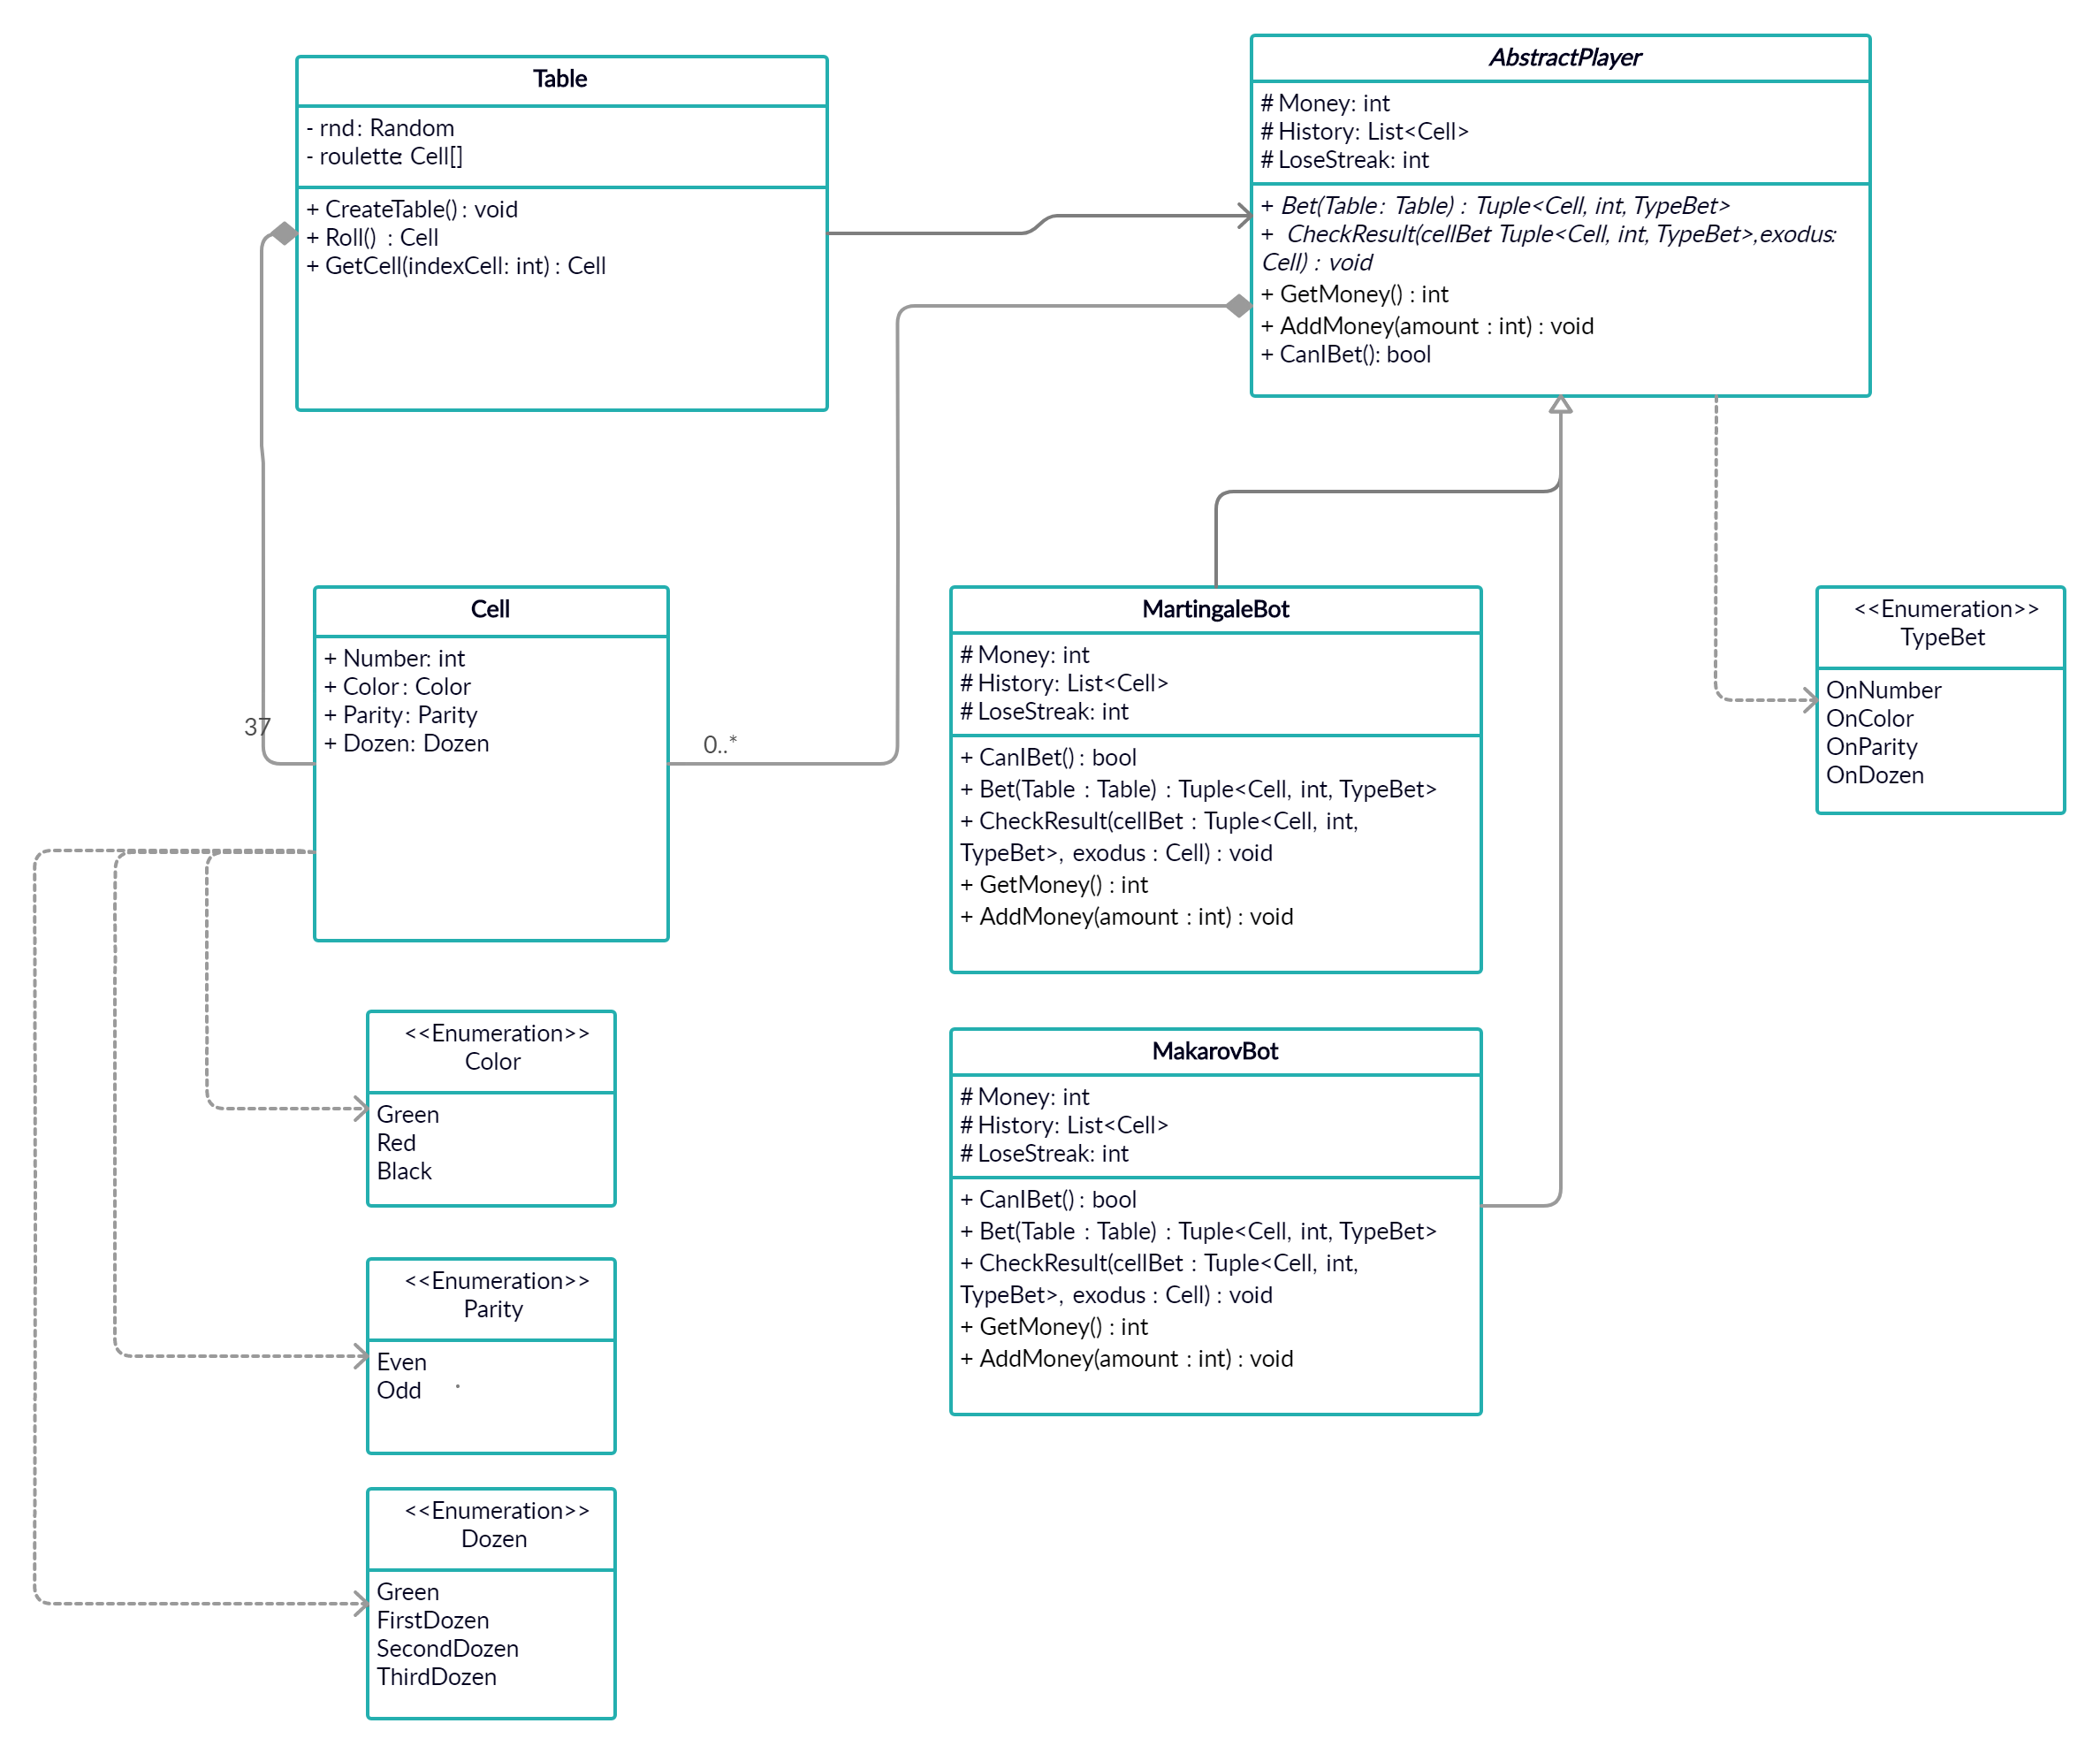 Table
- rnd : Random
- roulette: Cell[]
+ CreateTable() : void
+ Roll() : Cell
+ GetCell(indexCell: int) : Cell
AbstractPlayer
# Money: int
# History: List<Cell>
# LoseStreak: int
+ Bet(Table : Table) : Tuple<Cell, int, TypeBet>
+ CheckResult(cellBet Tuple<Cell, int, TypeBet>,exodus:
Cell) : void
+ GetMoney() : int
+ AddMoney(amount : int) : void
+ CanIBet(): bool
Cell
+ Number: int
+ Color : Color
+ Parity : Parity
+ Dozen: Dozen
37
0..*
MartingaleBot
# Money: int
# History: List<Cell>
# LoseStreak: int
+ CanIBet() : bool
+ Bet(Table : Table) : Tuple<Cell, int, TypeBet>
+ CheckResult(cellBet : Tuple<Cell, int,
TypeBet>, exodus : Cell) : void
+ GetMoney() : int
+ AddMoney(amount : int) : void
<<Enumeration>>
TypeBet
OnNumber
OnColor
OnParity
OnDozen
<<Enumeration>>
Color
Green
Red
Black
MakarovBot
# Money: int
# History: List<Cell>
# LoseStreak: int
+ CanIBet() : bool
+ Bet(Table : Table) : Tuple<Cell, int, TypeBet>
+ CheckResult(cellBet : Tuple<Cell, int,
TypeBet>, exodus : Cell) : void
+ GetMoney() : int
+ AddMoney(amount : int) : void
<<Enumeration>>
Parity
Even
Odd .
<<Enumeration>>
Dozen
Green
FirstDozen
SecondDozen
ThirdDozen